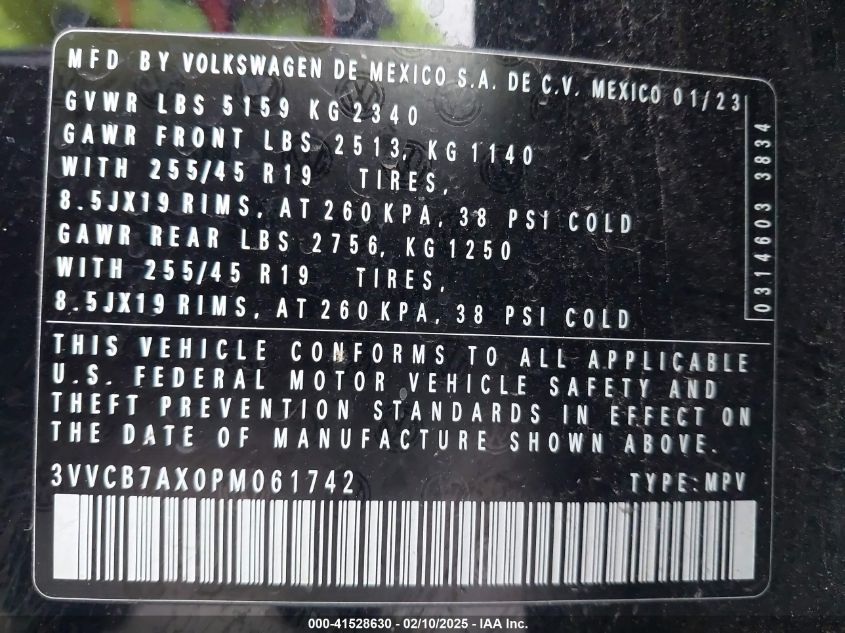 MFD BY VOLKSWAGEN DE MEXICO S.A. DE C.V. MEXICO 01/23
GVWR LBS 5159 KG 2340
GAWR FRONT LBS 2513, KG 1140
WITH 255/45 R19 TIRES,
8.5JX19 RIMS, AT 260 KPA, 38 PSI COLD
GAWR REAR LBS 2756, KG 1250
WITH 255/45 R19 TIRES,
8.5JX19 RIMS, AT 260 KPA, 38 PSI COLD
0314603 3834
THIS VEHICLE CONFORMS TO ALL APPLICABLE
U.S. FEDERAL MOTOR VEHICLE SAFETY AND
THEFT PREVENTION STANDARDS IN EFFECT ON
THE DATE OF MANUFACTURE SHOWN ABOVE.
3VVCB7AX0PM061742 TYPE:MPV
000-41528630 - 02/10/2025 - IAA Inc.